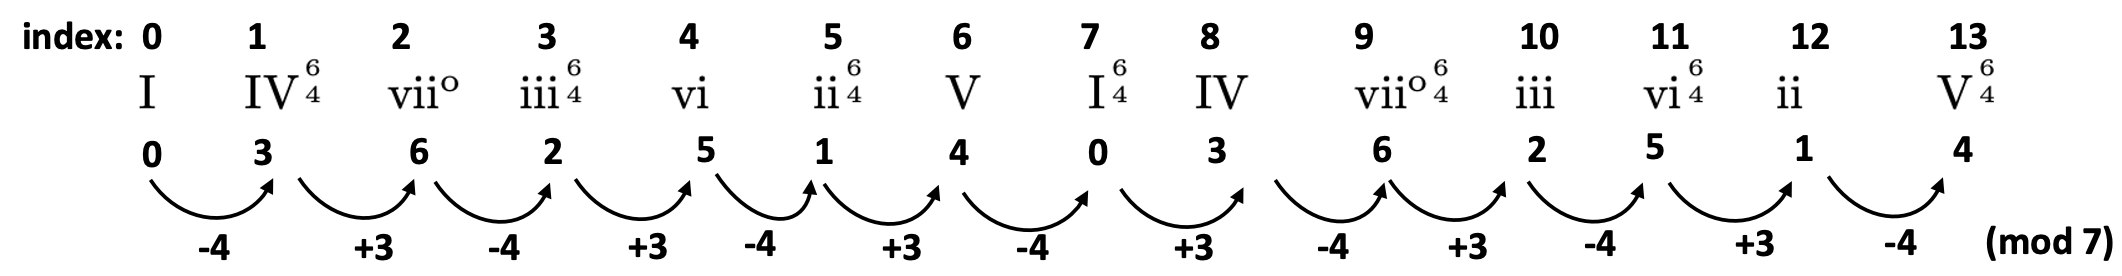 index: 0 1 2 3 4 5 6 7 8 9 10 11 12 13
I IV 6 4 viio iii 6 4 vi ii 6 4 V I 6 4 IV viio 6 4 iii vi 6 4 ii V 6 4
0 3 6 2 5 1 4 0 3 6 2 5 1 4
-4 +3 -4 +3 -4 +3 -4 +3 -4 +3 -4 +3 -4 (mod 7)